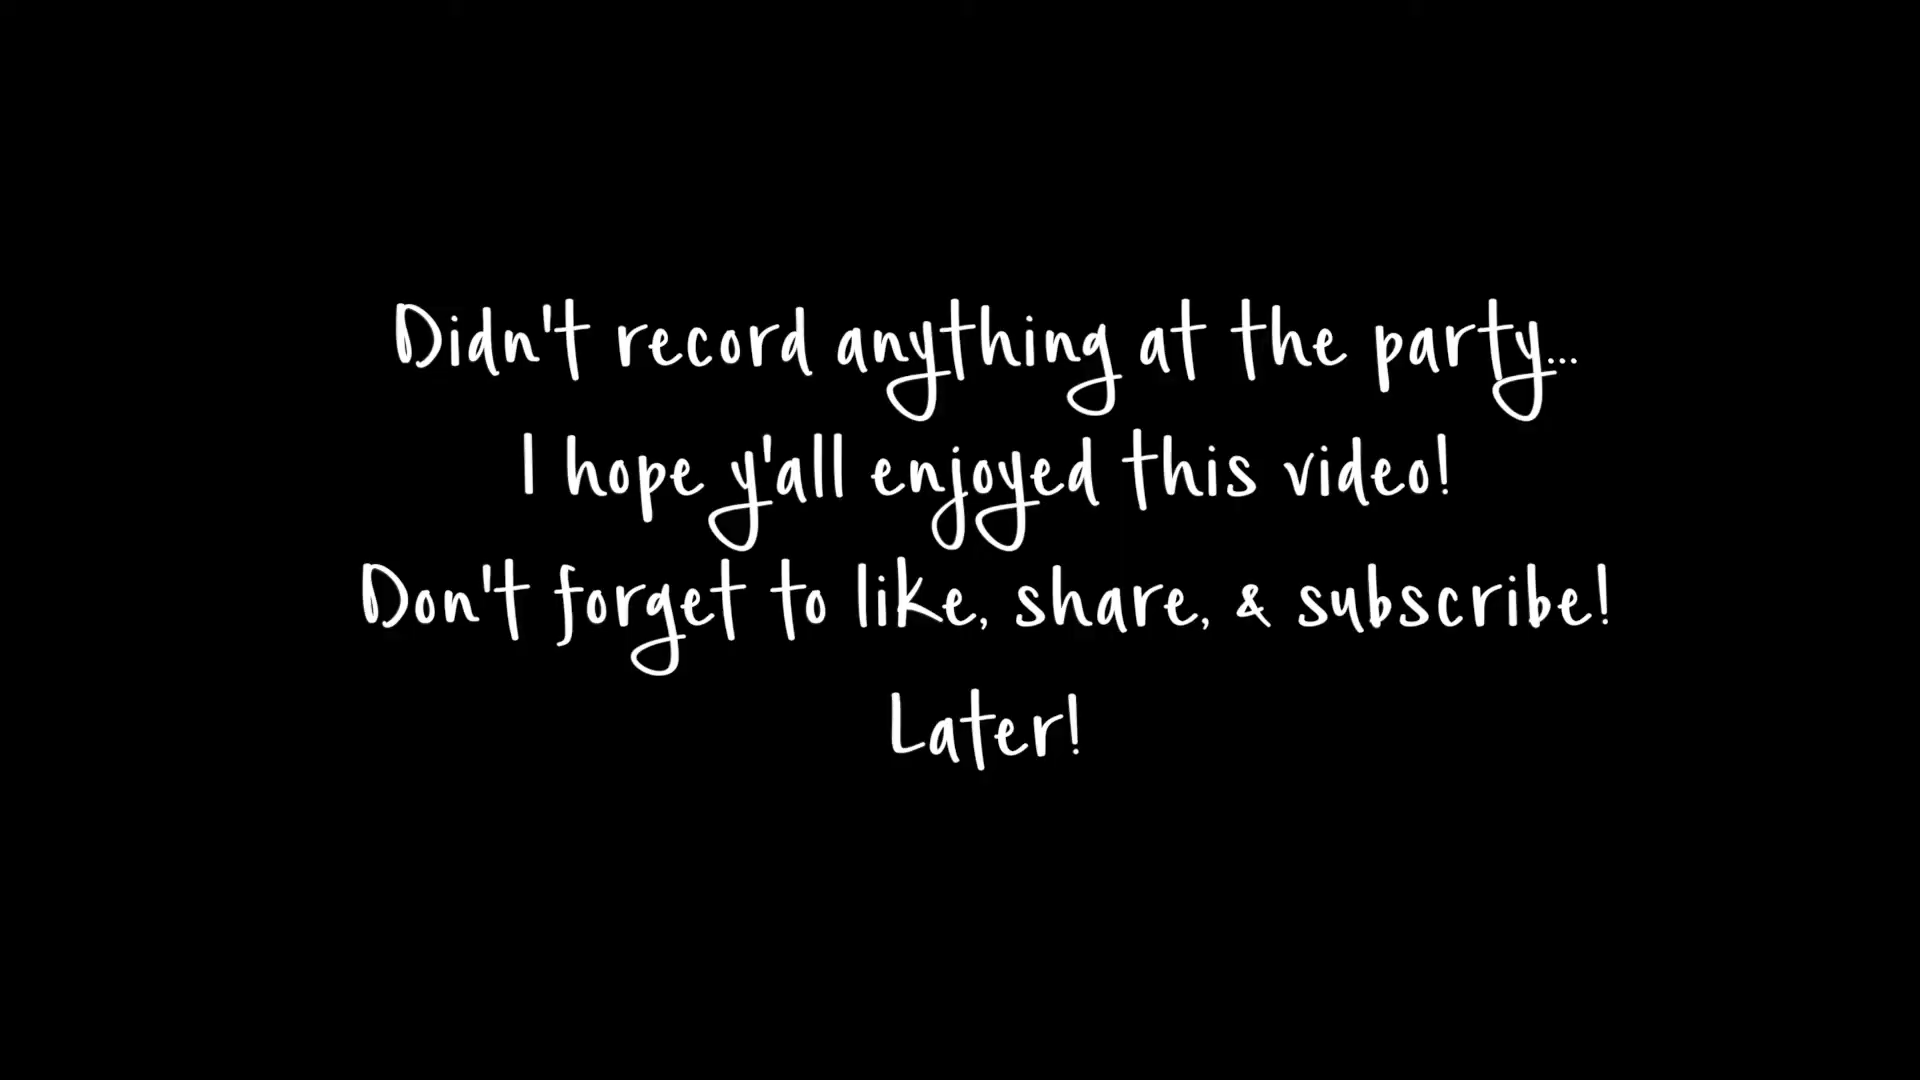 Didn't record anything at the party...
I hope y'all enjoyed this video!
Don't forget to like, share, & subscribe!
Later!